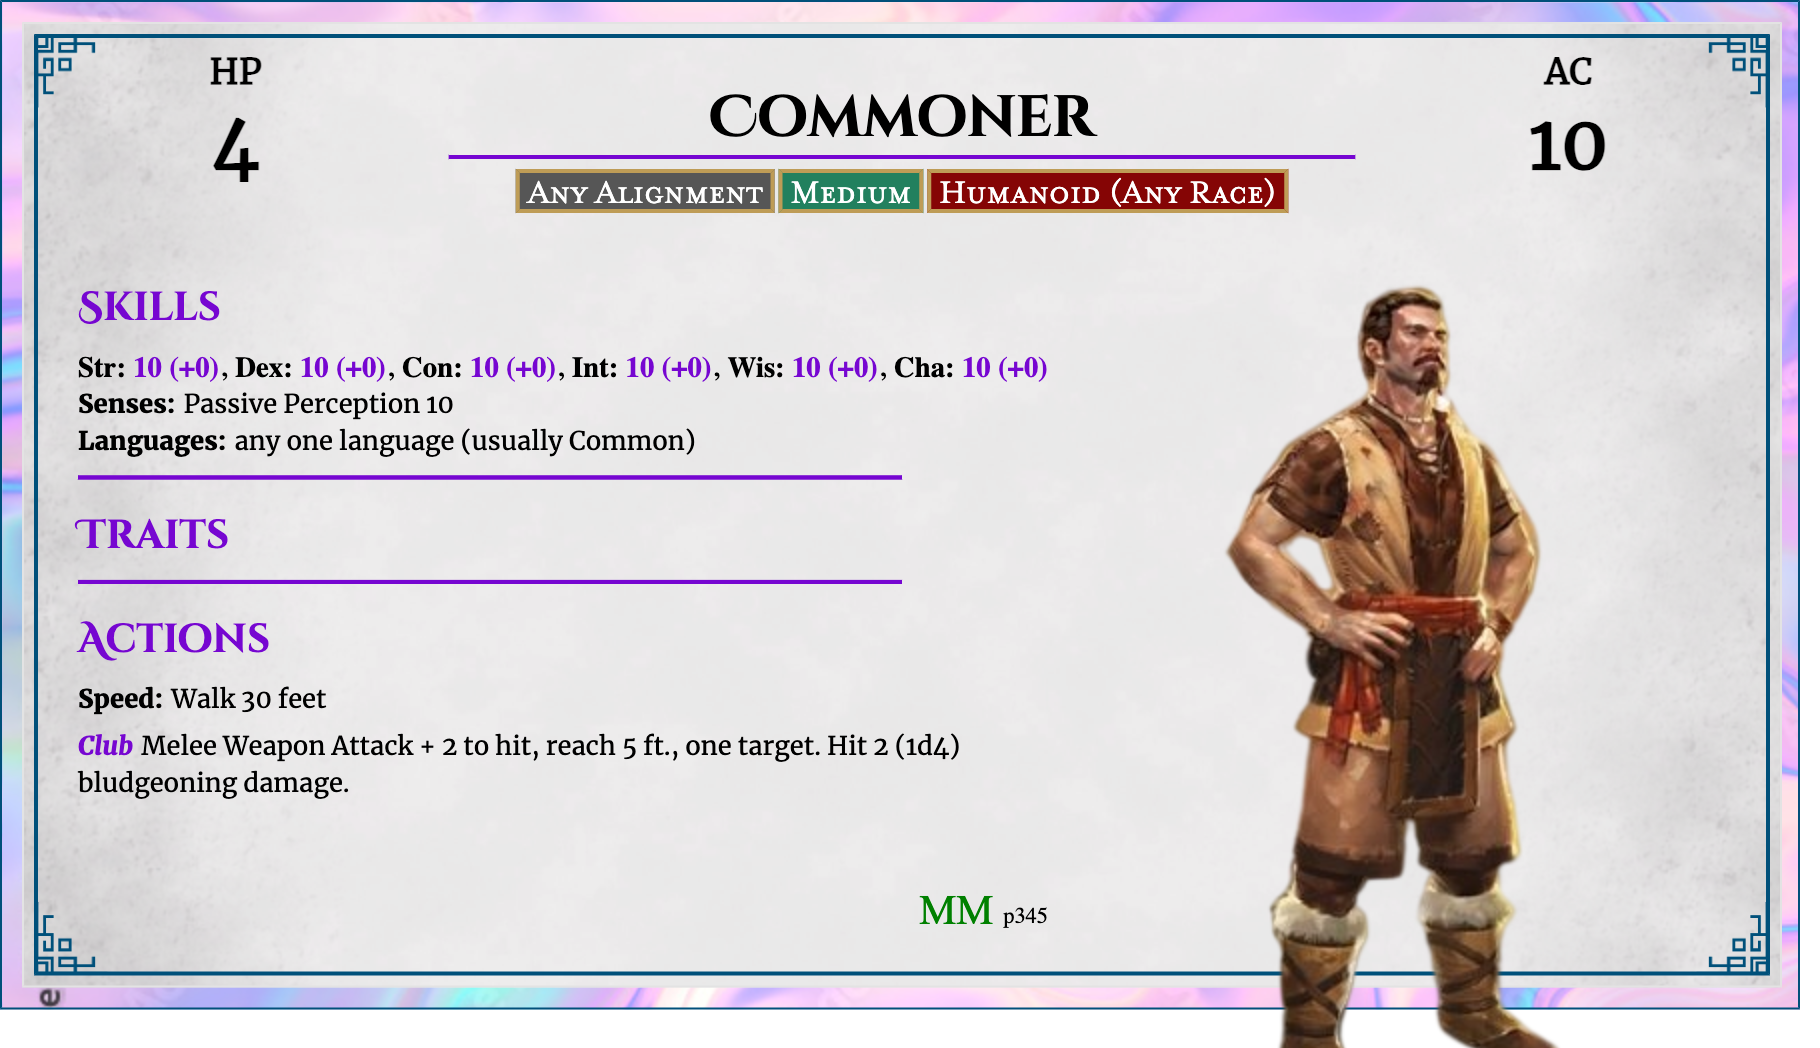 HP
4
Commoner
AC
10
Any Alignment Medium Humanoid (Any Race)
Skills
Str: 10 (+0), Dex: 10 (+0), Con: 10 (+0), Int: 10 (+0), Wis: 10 (+0), Cha: 10 (+0)
Senses: Passive Perception 10
Languages: any one language (usually Common)
Traits
Actions
Speed: Walk 30 feet
Club Melee Weapon Attack + 2 to hit, reach 5 ft., one target. Hit 2 (1d4)
bludgeoning damage.
MM p345
e